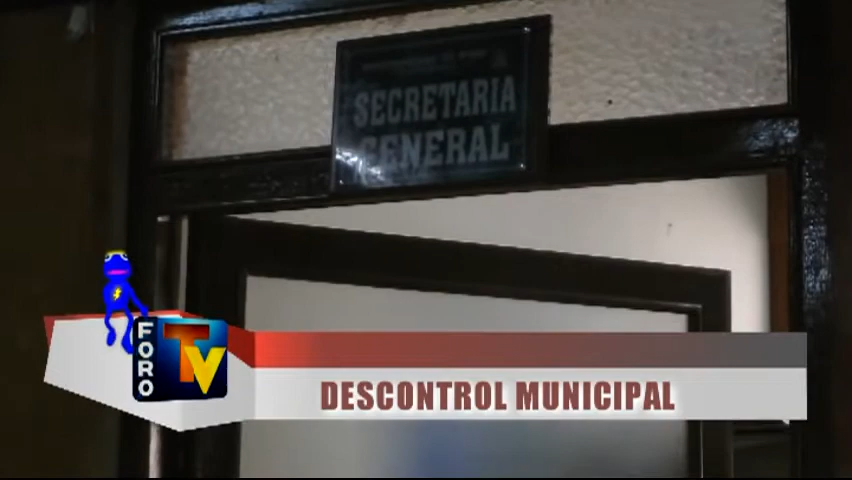 SECRETARIA
GENERAL
FORO
TV
DESCONTROL MUNICIPAL